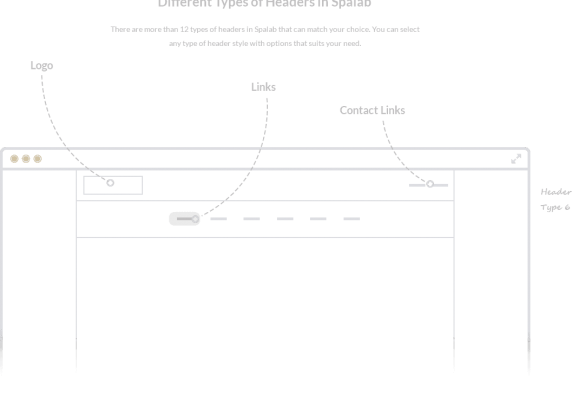 Different Types of Headers in Spalab
There are more than 12 types of headers in Spalab that can match your choice. You can select
any type of header style with options that suits your need.
Logo
Links
Contact Links
Header
Type 6